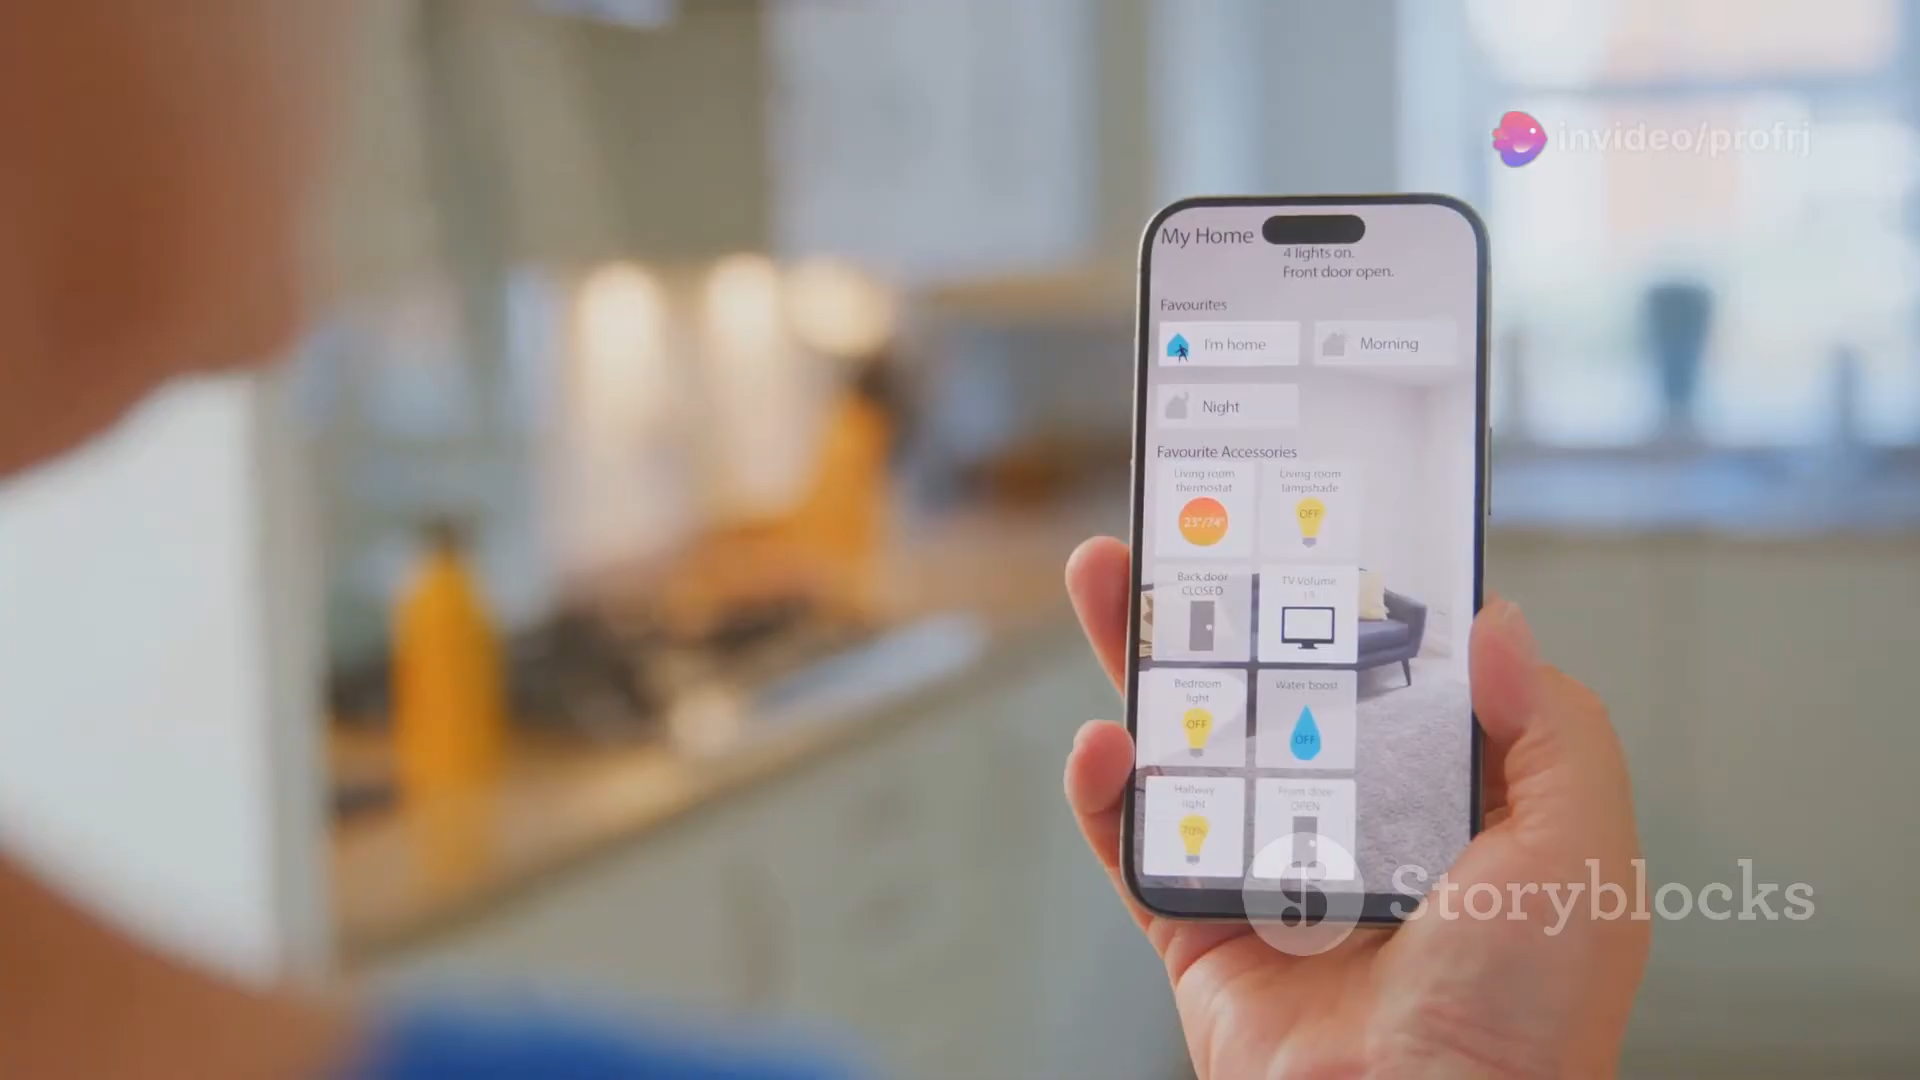 invideo/profrj
My Home
4 lights on.
Front door open.
Favourites
I'm home
Morning
Night
Favourite Accessories
Living room
thermostat
23°/74°
Living room
lampshade
OFF
Back door
CLOSED
TV Volume
Bedroom
light
OFF
Water boost
OFF
Hallway
light
70%
Front door
OPEN
Storyblocks